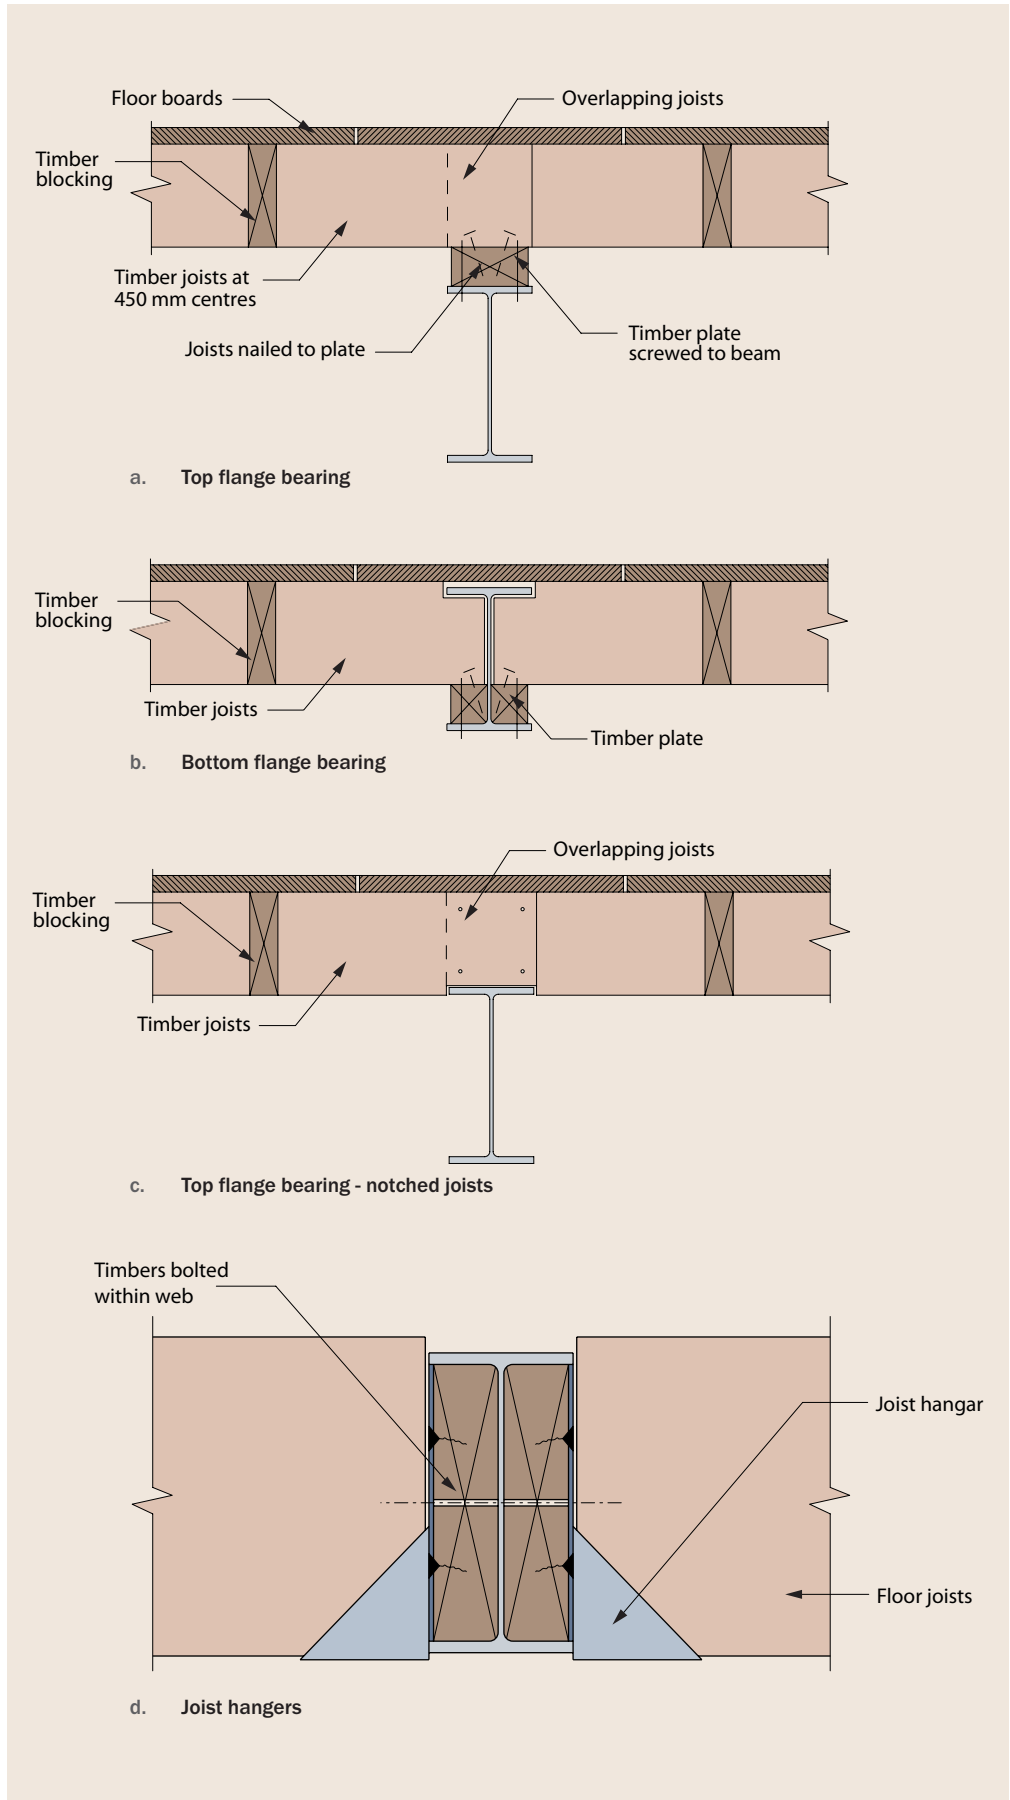 Floor boards
Overlapping joists
Timber
blocking
Timber joists at
450 mm centres
Joists nailed to plate
Timber plate
screwed to beam
a. Top flange bearing
Timber
blocking
Timber joists
Timber plate
b. Bottom flange bearing
Overlapping joists
Timber
blocking
Timber joists
c. Top flange bearing - notched joists
Timbers bolted
within web
Joist hangar
Floor joists
d. Joist hangers